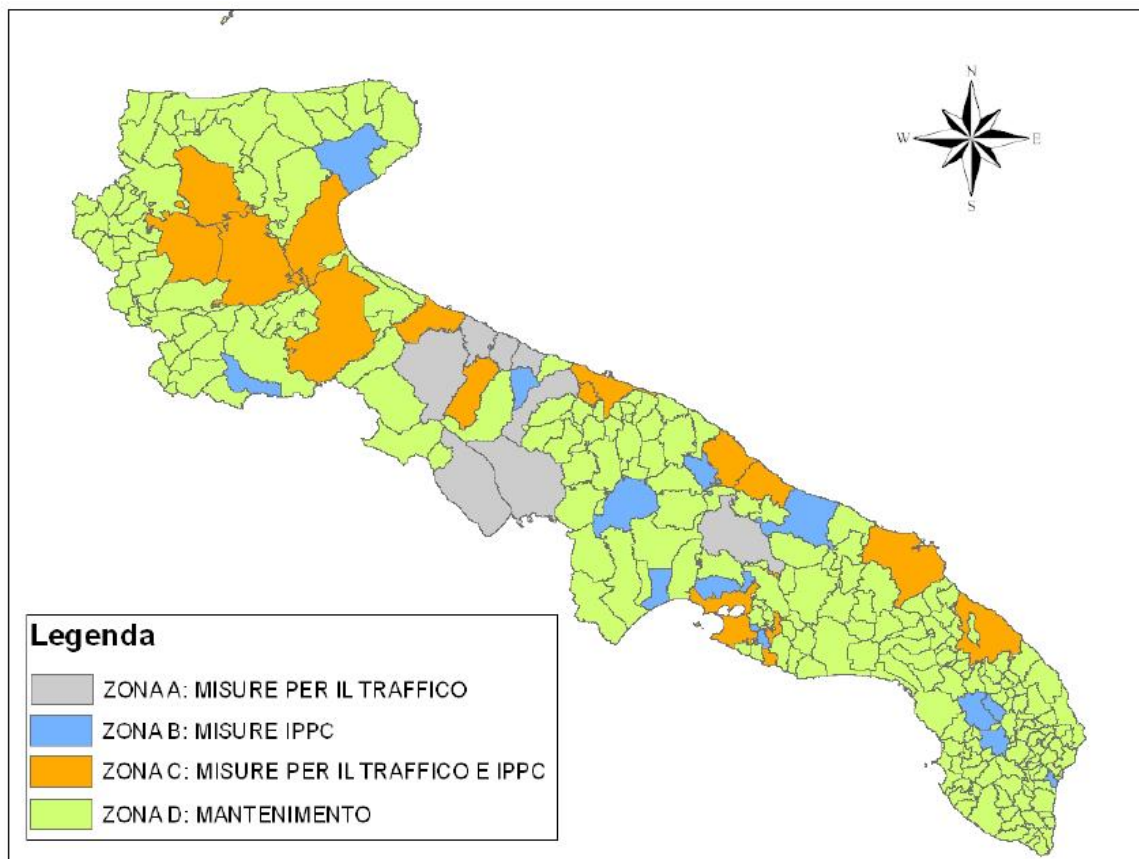 N
W
E
S
Legenda
ZONA A: MISURE PER IL TRAFFICO
ZONA B: MISURE IPPC
ZONA C: MISURE PER IL TRAFFICO E IPPC
ZONA D: MANTENIMENTO